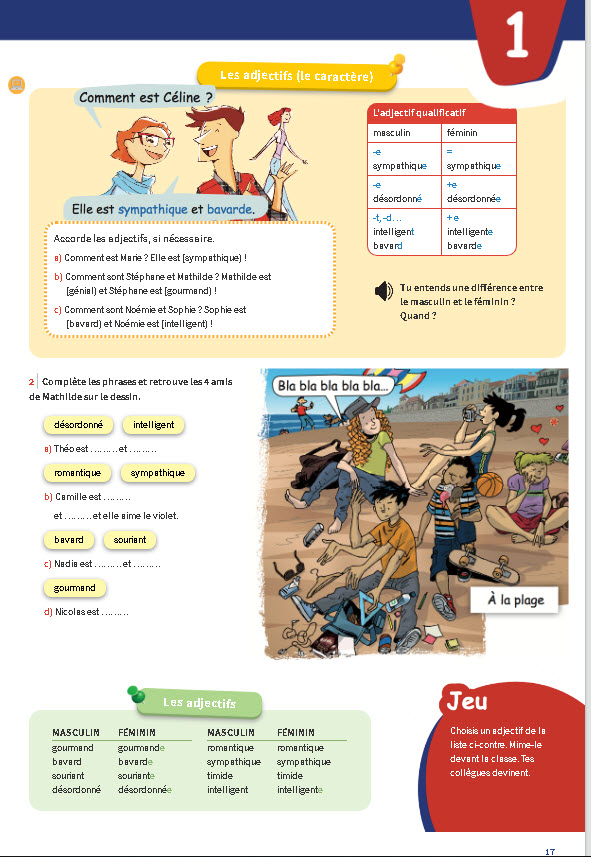 1
Les adjectifs (le caractère)
Comment est Céline ?
Elle est sympathique et bavarde.
L'adjectif qualificatif
masculin féminin
-e =
sympathique sympathique
-e +e
désordonné désordonnée
-t, -d... + e
intelligent intelligente
bavard bavarde
Accorde les adjectifs, si nécessaire.
a) Comment est Marie ? Elle est (sympathique) !
b) Comment sont Stéphane et Mathilde ? Mathilde est
(génial) et Stéphane est (gourmand) !
c) Comment sont Noémie et Sophie ? Sophie est
(bavard) et Noémie est (intelligent) !
Tu entends une différence entre
le masculin et le féminin ?
Quand ?
2 Complète les phrases et retrouve les 4 amis
de Mathilde sur le dessin.
désordonné intelligent
a) Théo est ......... et .........
romantique sympathique
b) Camille est .........
et ......... et elle aime le violet.
bavard souriant
c) Nadia est ......... et .........
gourmand
d) Nicolas est .........
Bla bla bla bla bla...
À la plage
Les adjectifs
MASCULIN FÉMININ MASCULIN FÉMININ
gourmand gourmande romantique romantique
bavard bavarde sympathique sympathique
souriant souriante timide timide
désordonné désordonnée intelligent intelligente
Jeu
Choisis un adjectif de la
liste ci-contre. Mime-le
devant la classe. Tes
collègues devinent.
17